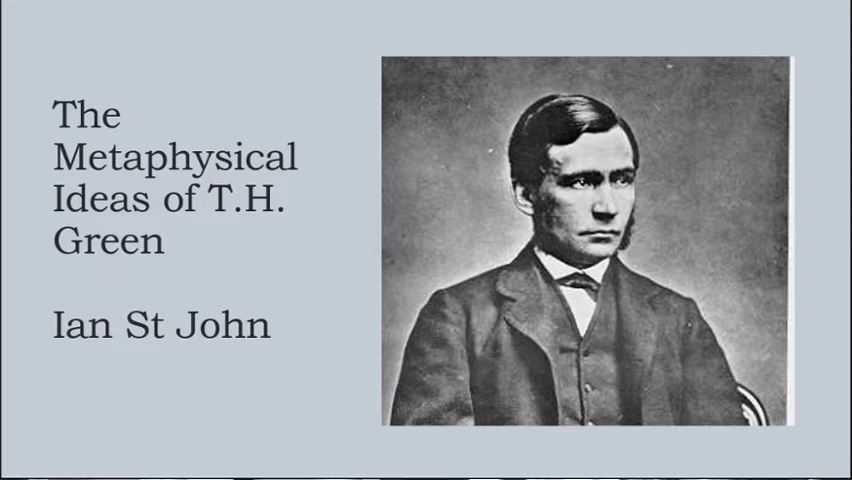 The
Metaphysical
Ideas of T.H.
Green
Ian St John